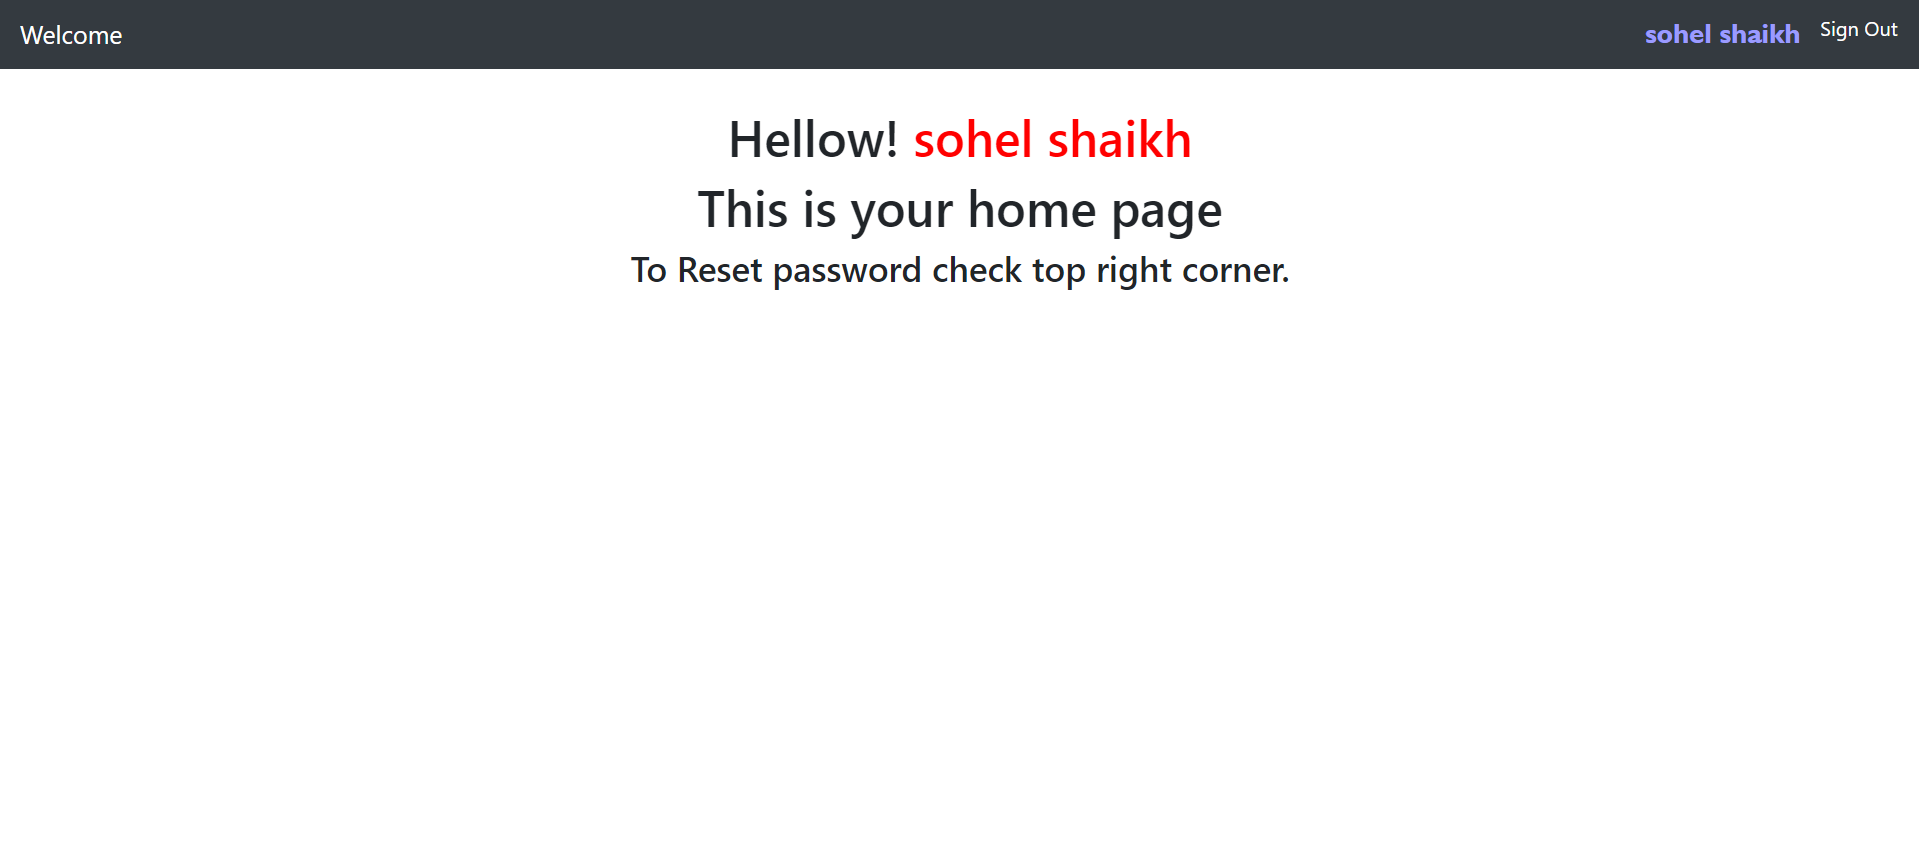 Welcome sohel shaikh Sign Out
Hellow! sohel shaikh
This is your home page
To Reset password check top right corner.